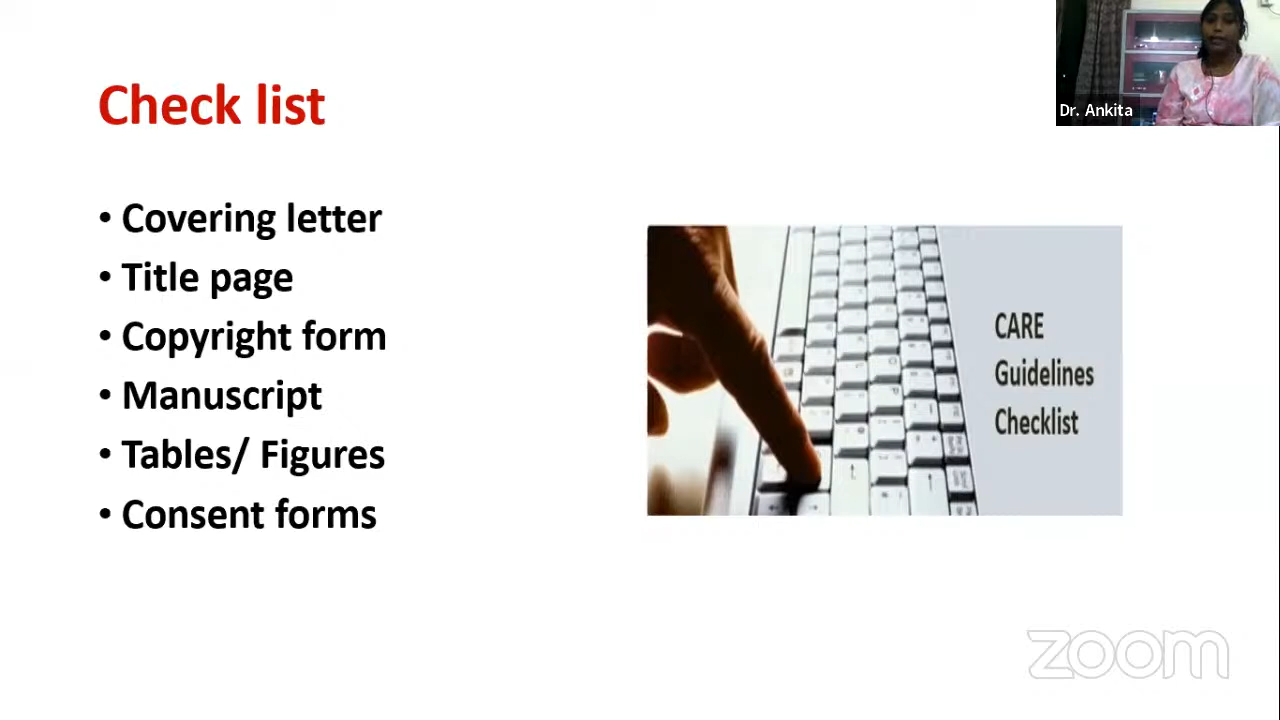 Check list
• Covering letter
• Title page
• Copyright form
• Manuscript
• Tables/ Figures
• Consent forms
CARE
Guidelines
Checklist
Dr. Ankita
zoom